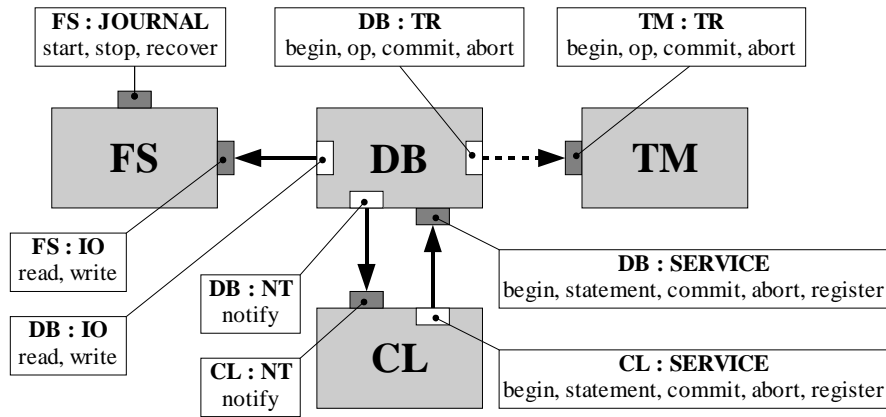 FS : JOURNAL
start, stop, recover
DB : TR
begin, op, commit, abort
TM : TR
begin, op, commit, abort
FS
DB
TM
FS : IO
read, write
DB : NT
notify
DB : SERVICE
begin, statement, commit, abort, register
DB : IO
read, write
CL : NT
notify
CL
CL : SERVICE
begin, statement, commit, abort, register